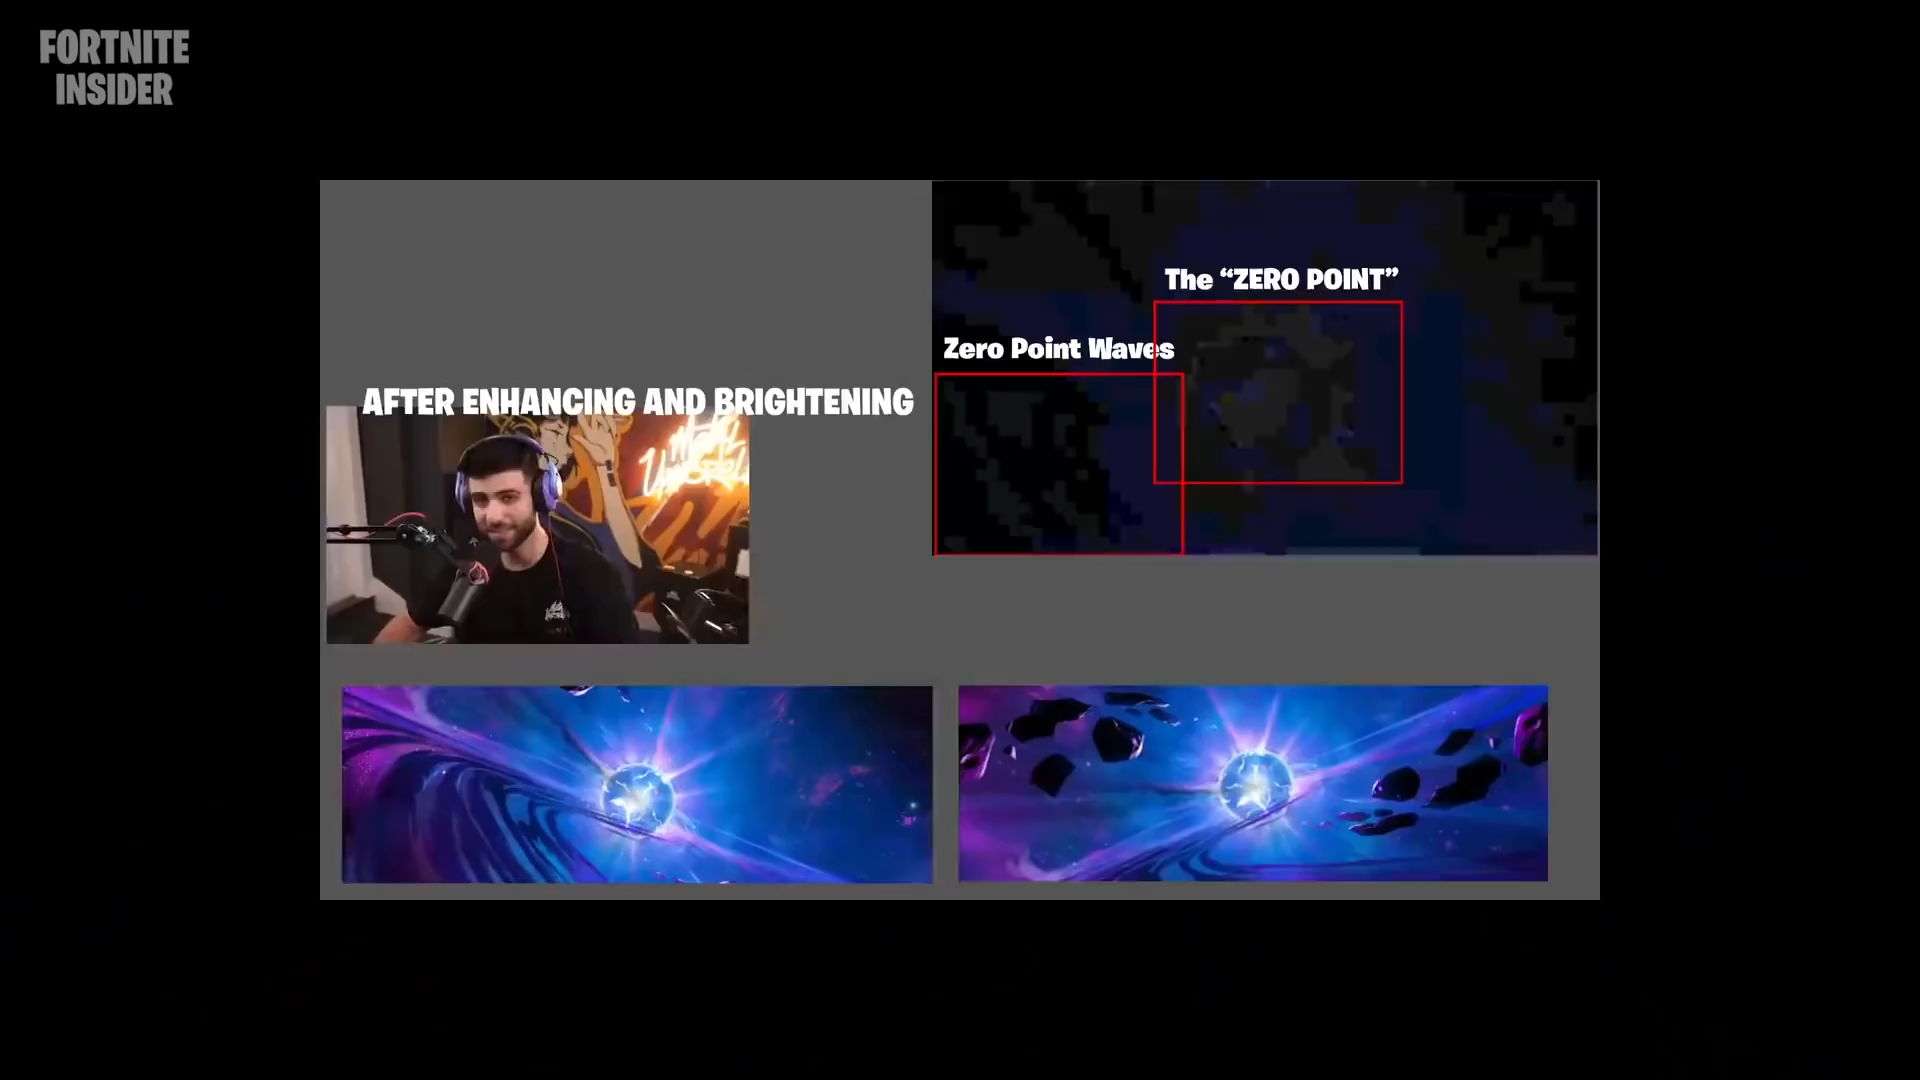 FORTNITE
INSIDER
The “ZERO POINT”
Zero Point Waves
AFTER ENHANCING AND BRIGHTENING